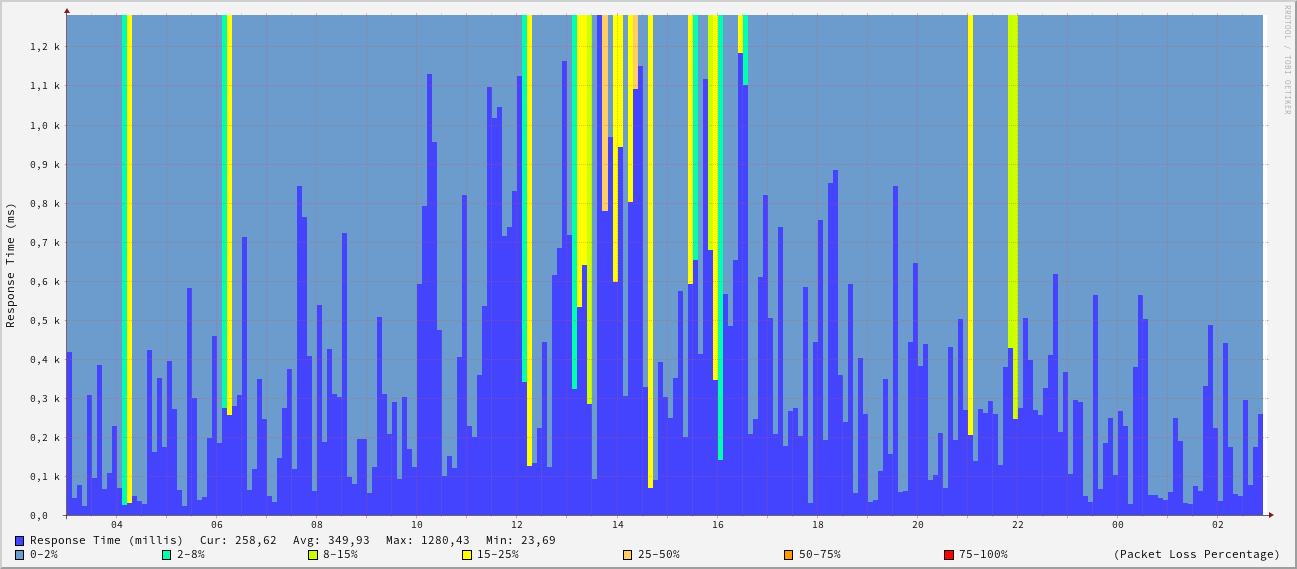 RRDTOOL / TOBI OETIKER
Response Time (ms)
1,2 k
1,1 k
1,0 k
0,9 k
0,8 k
0,7 k
0,6 k
0,5 k
0,4 k
0,3 k
0,2 k
0,1 k
0,0
04 06 08 10 12 14 16 18 20 22 00 02
Response Time (millis) Cur: 258,62 Avg: 349,93 Max: 1280,43 Min: 23,69
0-2% 2-8% 8-15% 15-25% 25-50% 50-75% 75-100% (Packet Loss Percentage)